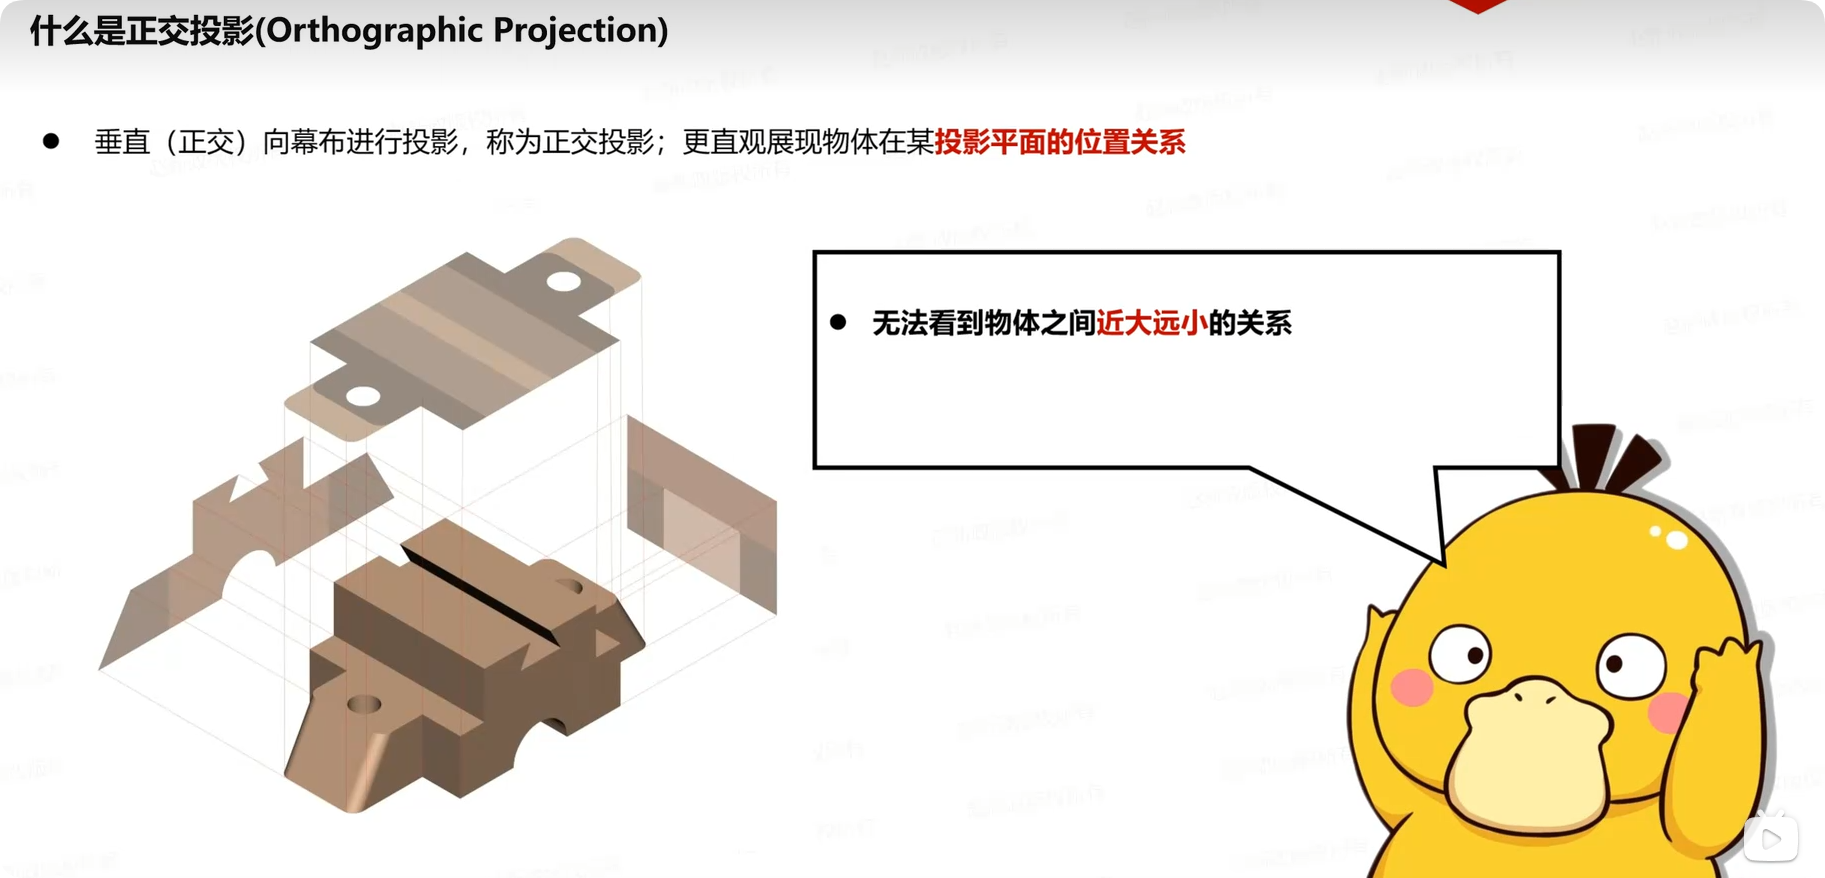 什么是正交投影(Orthographic Projection)
● 垂直（正交）向幕布进行投影，称为正交投影；更直观展现物体在某投影平面的位置关系
● 无法看到物体之间近大远小的关系